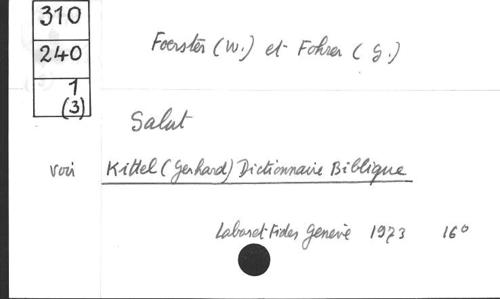 310
240
1
(3)
Foerster (W.) et Fohrer (G.)
Salut
voir Kittel (Gerhard) Dictionnaire Biblique
Labor et Fides Genève 1973 16°